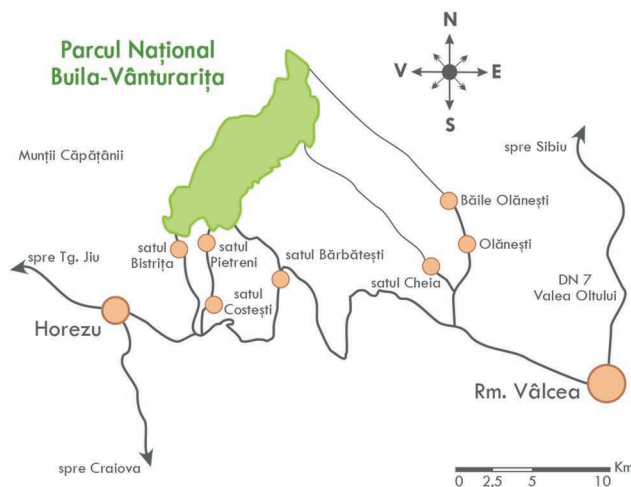 Parcul Național
Buila-Vânturarița
N
V
E
S
Munții Căpățânii
spre Sibiu
Băile Olănești
Olănești
satul
Bistrița
satul
Pietreni
satul Bărbătești
spre Tg. Jiu
satul Cheia
DN 7
Valea Oltului
satul
Costești
Horezu
Rm. Vâlcea
spre Craiova
Km
0 2,5 5 10